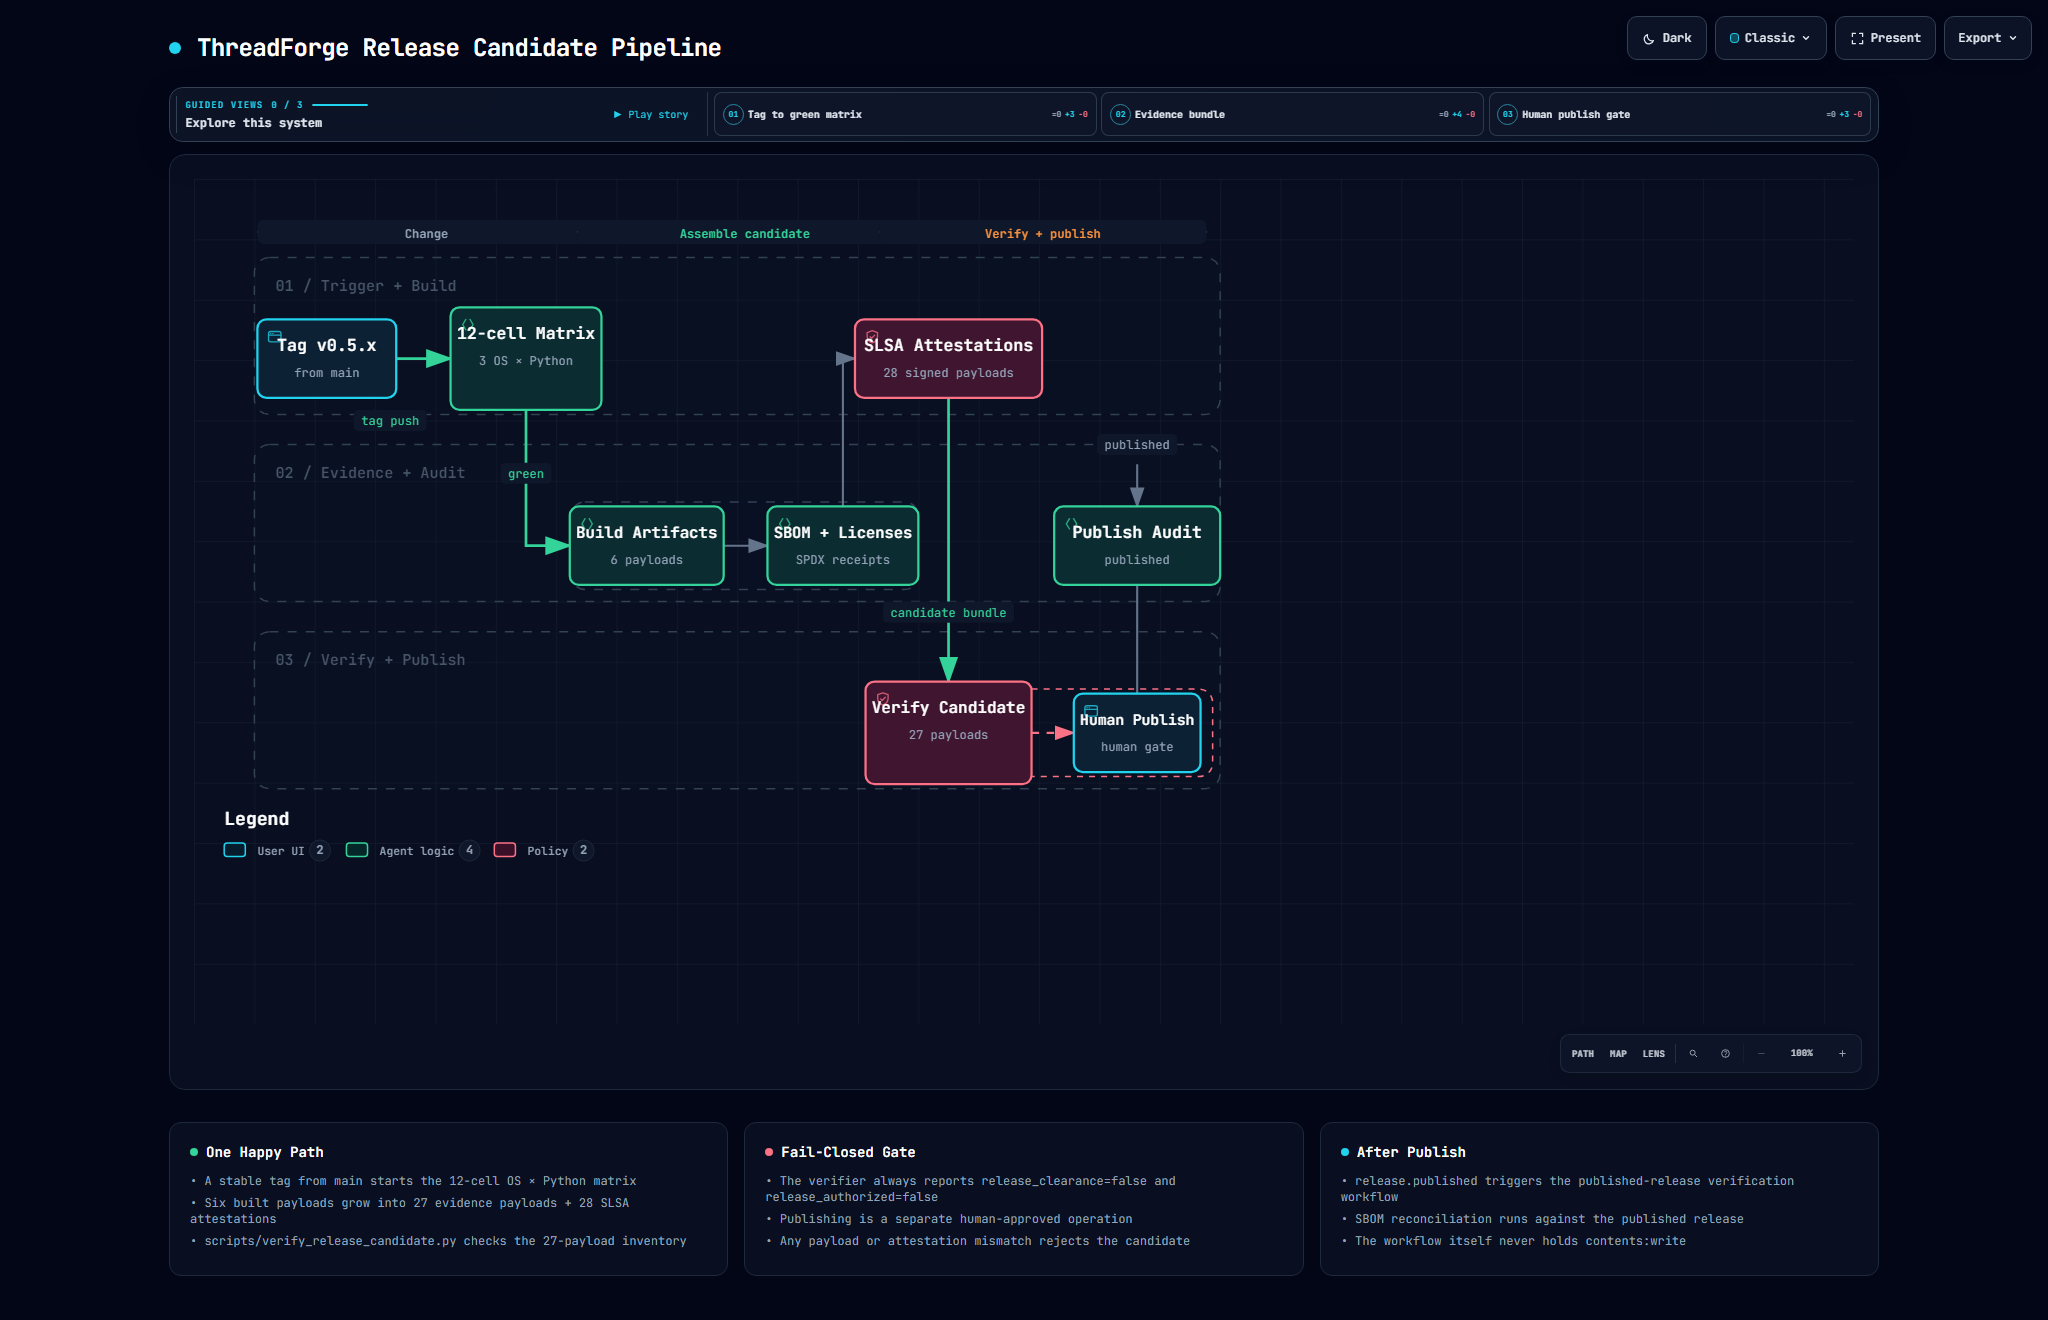 ThreadForge Release Candidate Pipeline
Dark
Classic
Present
Export
GUIDED VIEWS 0 / 3
Explore this system
Play story
01 Tag to green matrix =0 +3 -0
02 Evidence bundle =0 +4 -0
03 Human publish gate =0 +3 -0
Change
Assemble candidate
Verify + publish
01 / Trigger + Build
Tag v0.5.x
from main
12-cell Matrix
3 OS × Python
SLSA Attestations
28 signed payloads
tag push
published
02 / Evidence + Audit
green
Build Artifacts
6 payloads
SBOM + Licenses
SPDX receipts
Publish Audit
published
candidate bundle
03 / Verify + Publish
Verify Candidate
27 payloads
Human Publish
human gate
Legend
User UI 2
Agent logic 4
Policy 2
PATH MAP LENS
− 100% +
One Happy Path
• A stable tag from main starts the 12-cell OS × Python matrix
• Six built payloads grow into 27 evidence payloads + 28 SLSA
attestations
• scripts/verify_release_candidate.py checks the 27-payload inventory
Fail-Closed Gate
• The verifier always reports release_clearance=false and
release_authorized=false
• Publishing is a separate human-approved operation
• Any payload or attestation mismatch rejects the candidate
After Publish
• release.published triggers the published-release verification
workflow
• SBOM reconciliation runs against the published release
• The workflow itself never holds contents:write